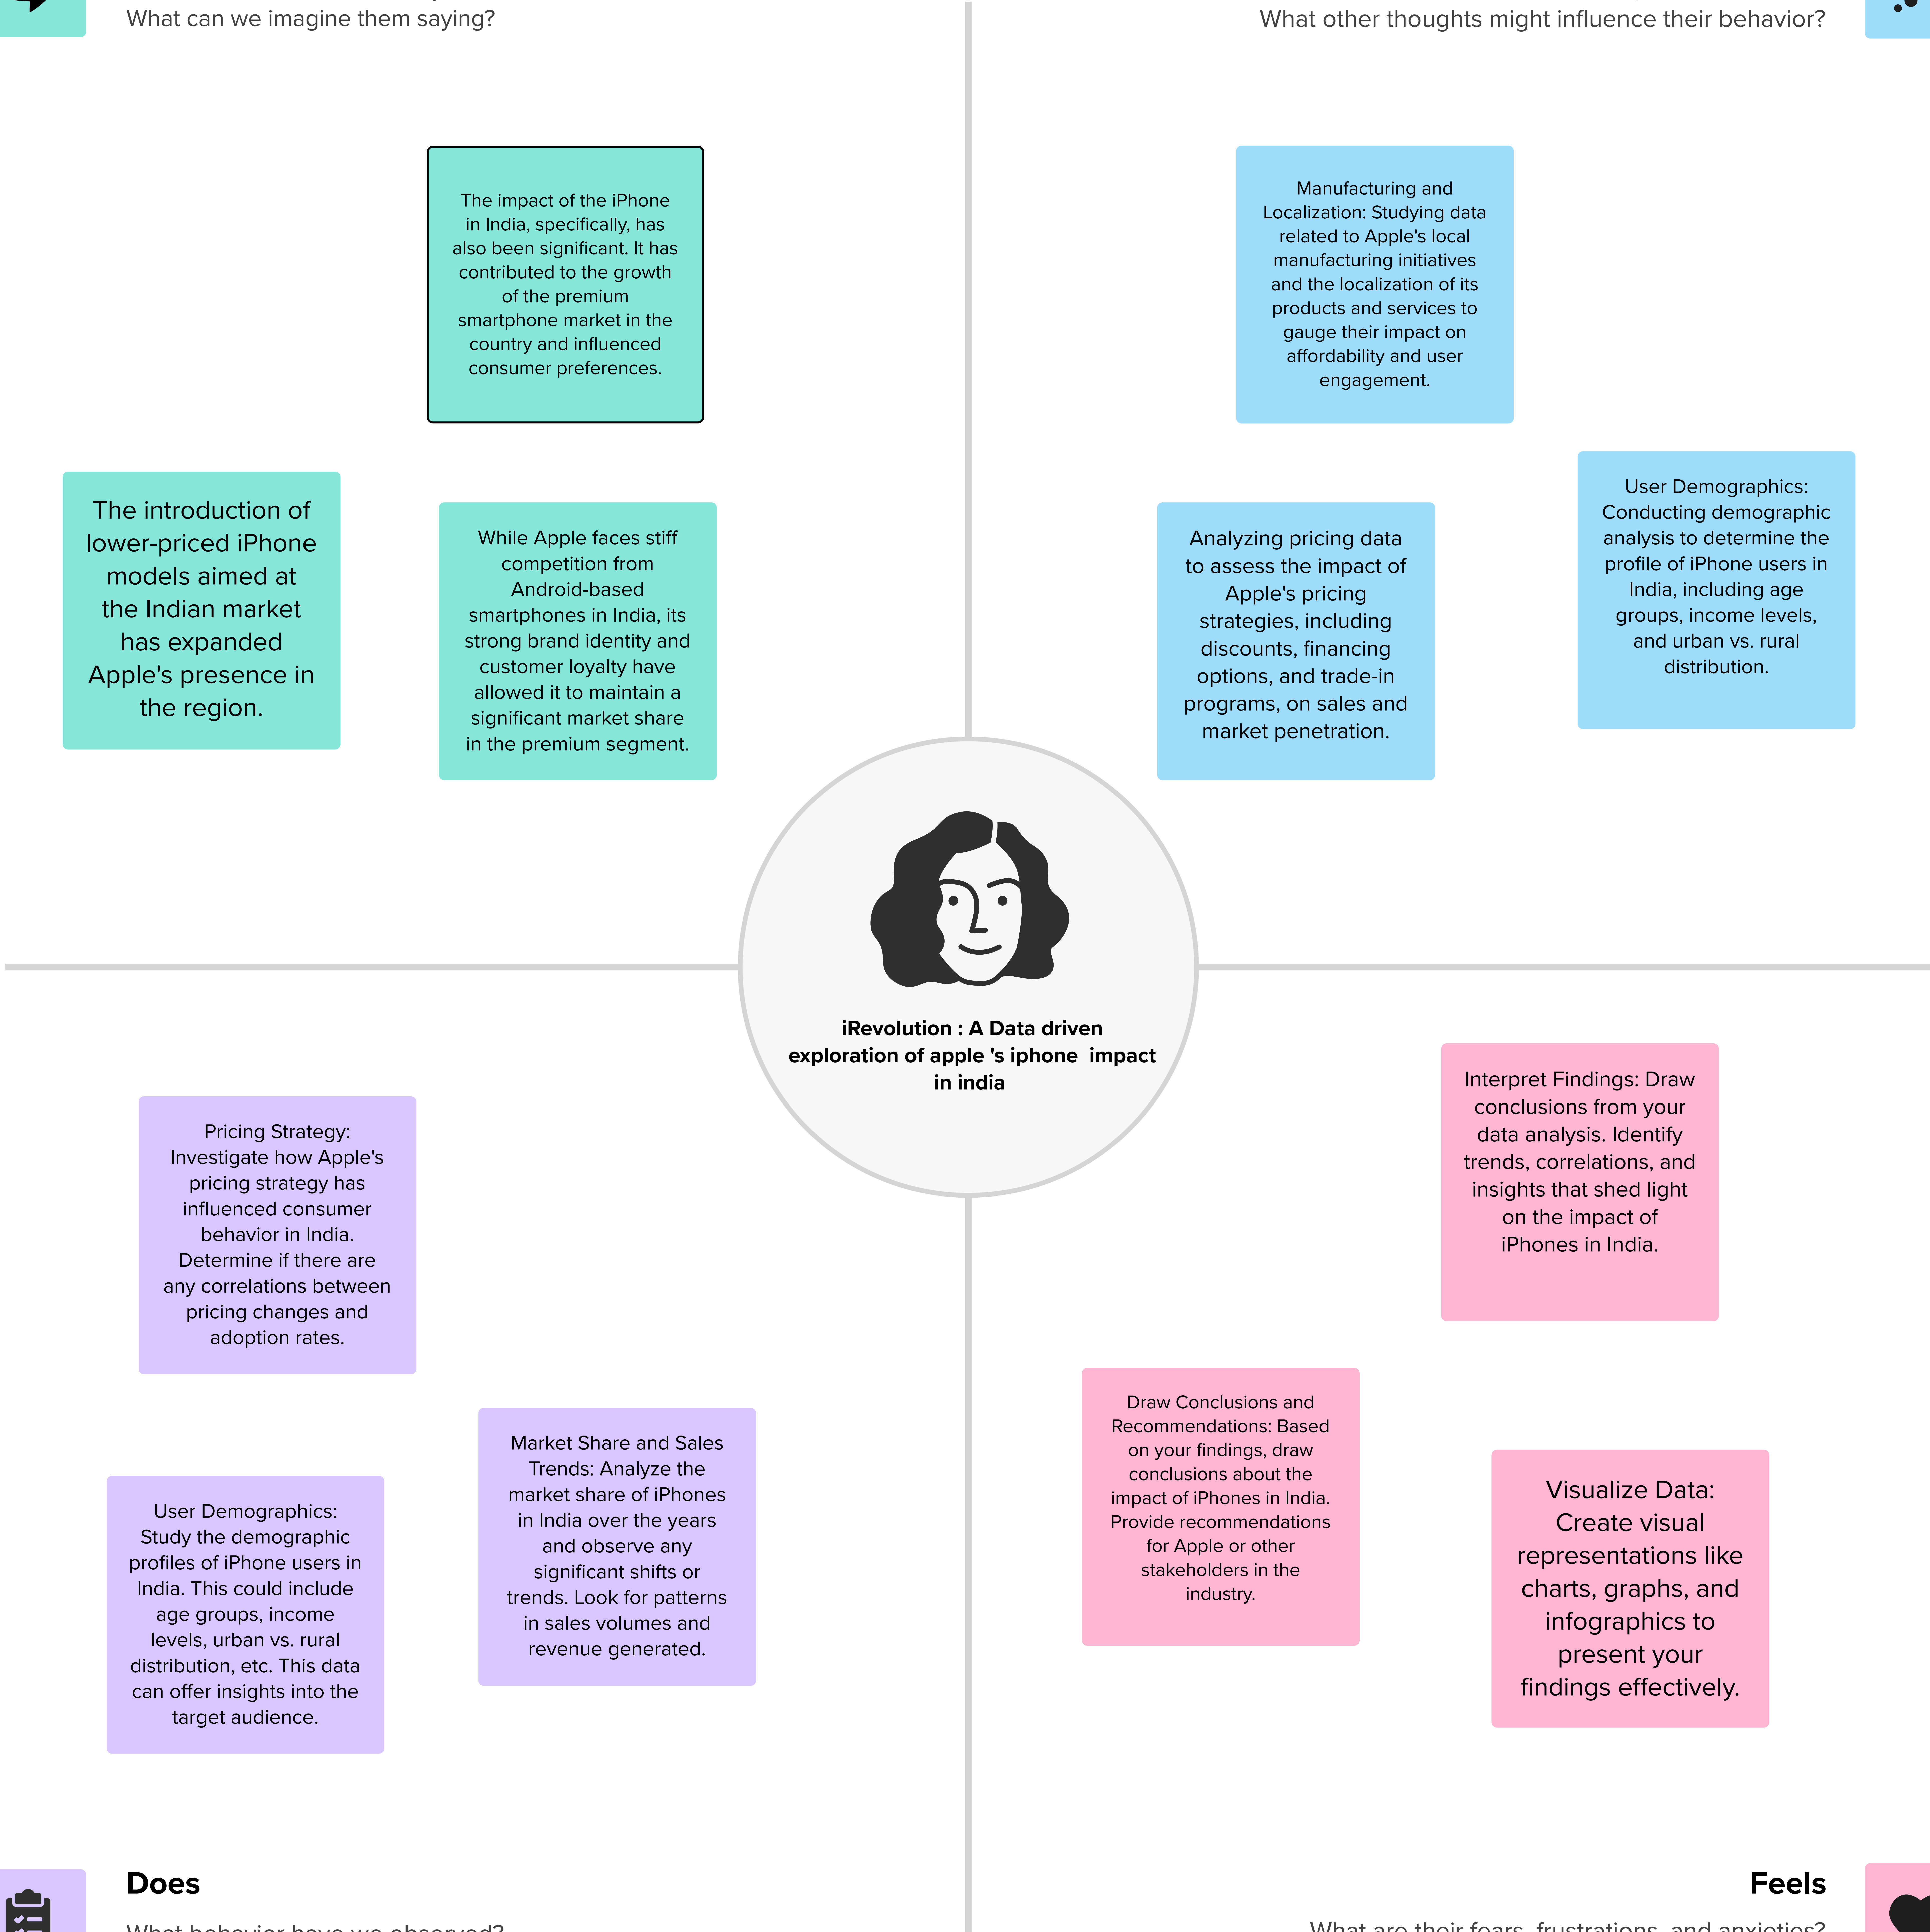 What can we imagine them saying?
What other thoughts might influence their behavior?
The impact of the iPhone
in India, specifically, has
also been significant. It has
contributed to the growth
of the premium
smartphone market in the
country and influenced
consumer preferences.
The introduction of
lower-priced iPhone
models aimed at
the Indian market
has expanded
Apple's presence in
the region.
While Apple faces stiff
competition from
Android-based
smartphones in India, its
strong brand identity and
customer loyalty have
allowed it to maintain a
significant market share
in the premium segment.
Manufacturing and
Localization: Studying data
related to Apple's local
manufacturing initiatives
and the localization of its
products and services to
gauge their impact on
affordability and user
engagement.
Analyzing pricing data
to assess the impact of
Apple's pricing
strategies, including
discounts, financing
options, and trade-in
programs, on sales and
market penetration.
User Demographics:
Conducting demographic
analysis to determine the
profile of iPhone users in
India, including age
groups, income levels,
and urban vs. rural
distribution.
iRevolution : A Data driven
exploration of apple 's iphone  impact
in india
Pricing Strategy:
Investigate how Apple's
pricing strategy has
influenced consumer
behavior in India.
Determine if there are
any correlations between
pricing changes and
adoption rates.
User Demographics:
Study the demographic
profiles of iPhone users in
India. This could include
age groups, income
levels, urban vs. rural
distribution, etc. This data
can offer insights into the
target audience.
Market Share and Sales
Trends: Analyze the
market share of iPhones
in India over the years
and observe any
significant shifts or
trends. Look for patterns
in sales volumes and
revenue generated.
Interpret Findings: Draw
conclusions from your
data analysis. Identify
trends, correlations, and
insights that shed light
on the impact of
iPhones in India.
Draw Conclusions and
Recommendations: Based
on your findings, draw
conclusions about the
impact of iPhones in India.
Provide recommendations
for Apple or other
stakeholders in the
industry.
Visualize Data:
Create visual
representations like
charts, graphs, and
infographics to
present your
findings effectively.
Does
What behavior have we observed?
Feels
What are their fears, frustrations, and anxieties?